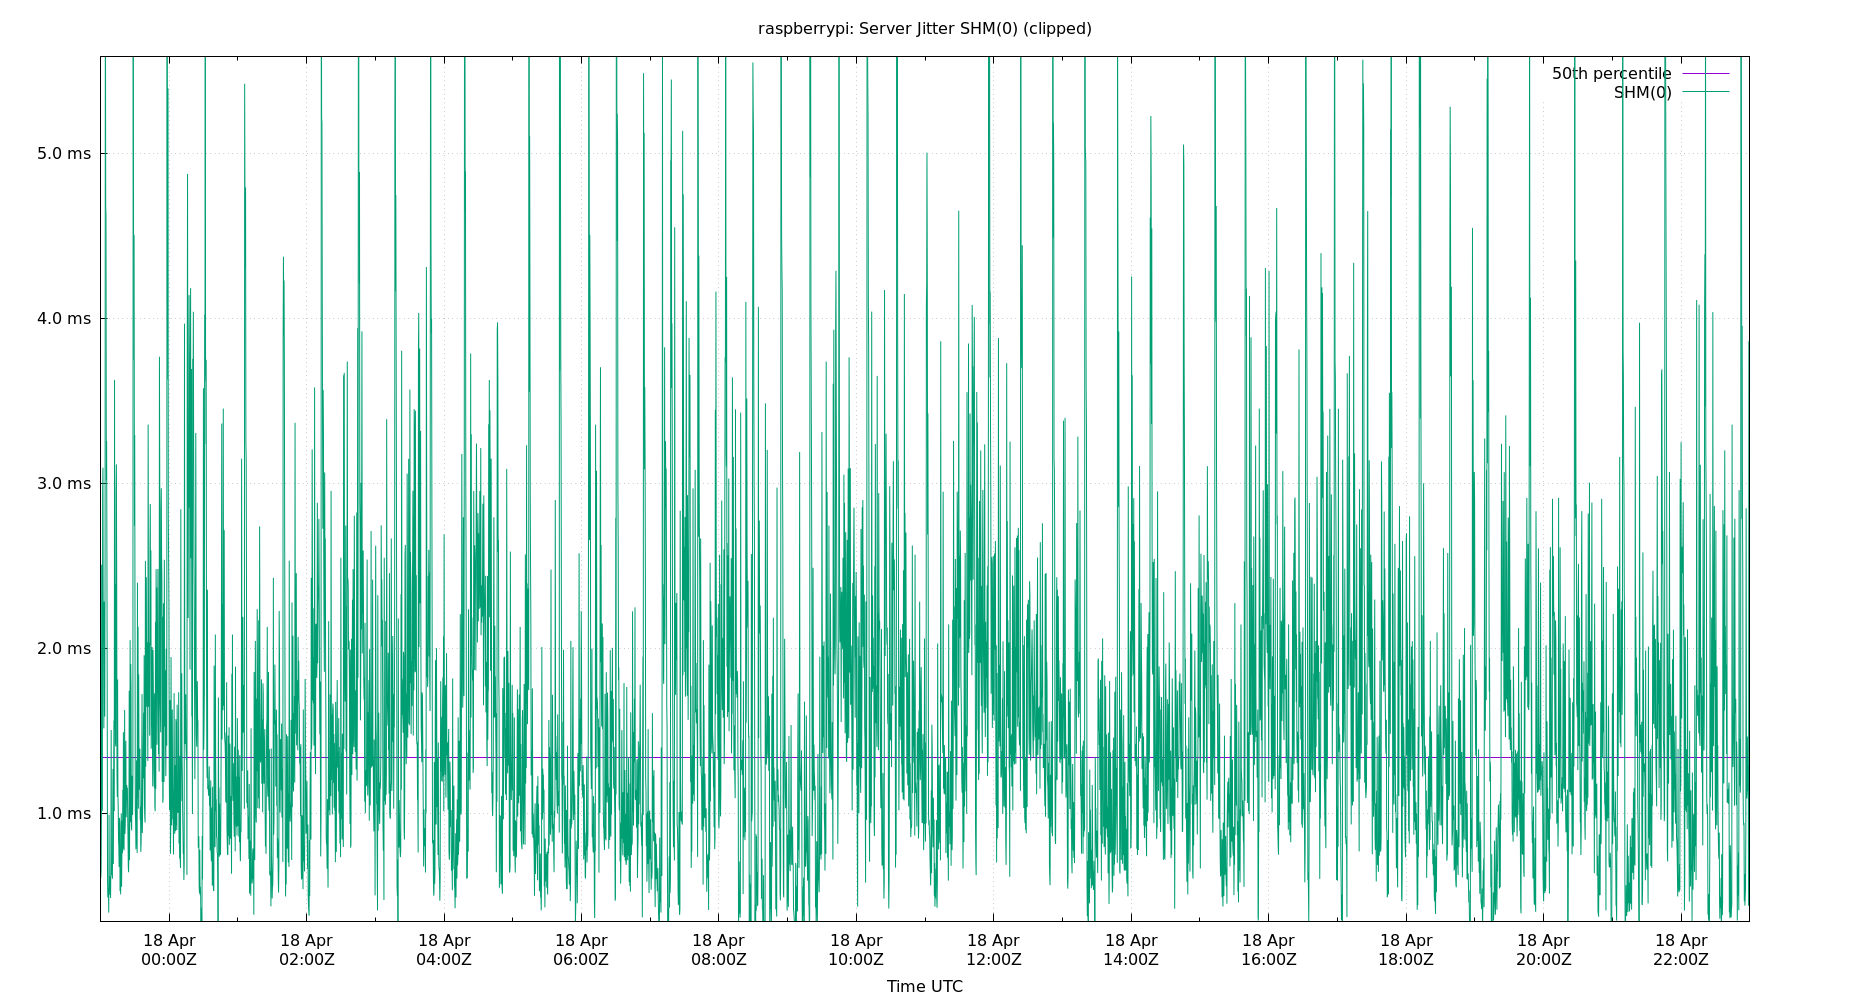 raspberrypi: Server Jitter SHM(0) (clipped)
50th percentile
SHM(0)
5.0 ms
4.0 ms
3.0 ms
2.0 ms
1.0 ms
18 Apr 18 Apr 18 Apr 18 Apr 18 Apr 18 Apr 18 Apr 18 Apr 18 Apr 18 Apr 18 Apr 18 Apr
00:00Z 02:00Z 04:00Z 06:00Z 08:00Z 10:00Z 12:00Z 14:00Z 16:00Z 18:00Z 20:00Z 22:00Z
Time UTC